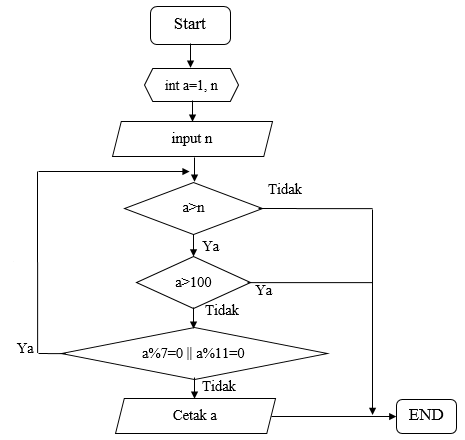 Start
int a=1, n
input n
a>n
Tidak
Ya
a>100
Ya
Tidak
a%7=0 || a%11=0
Ya
Tidak
Cetak a
END